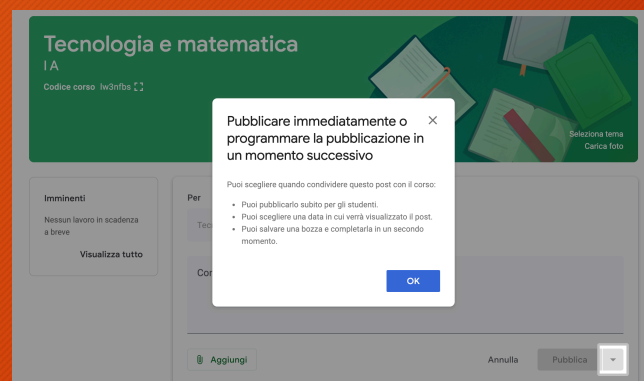 Tecnologia e matematica
I A
Codice corso lw3nfbs
Seleziona tema
Carica foto
Pubblicare immediatamente o
programmare la pubblicazione in
un momento successivo
Puoi scegliere quando condividere questo post con il corso:
• Puoi pubblicarlo subito per gli studenti.
• Puoi scegliere una data in cui verrà visualizzato il post.
• Puoi salvare una bozza e completarla in un secondo
momento.
OK
Imminenti
Nessun lavoro in scadenza
a breve
Visualizza tutto
Per
Aggiungi
Annulla
Pubblica